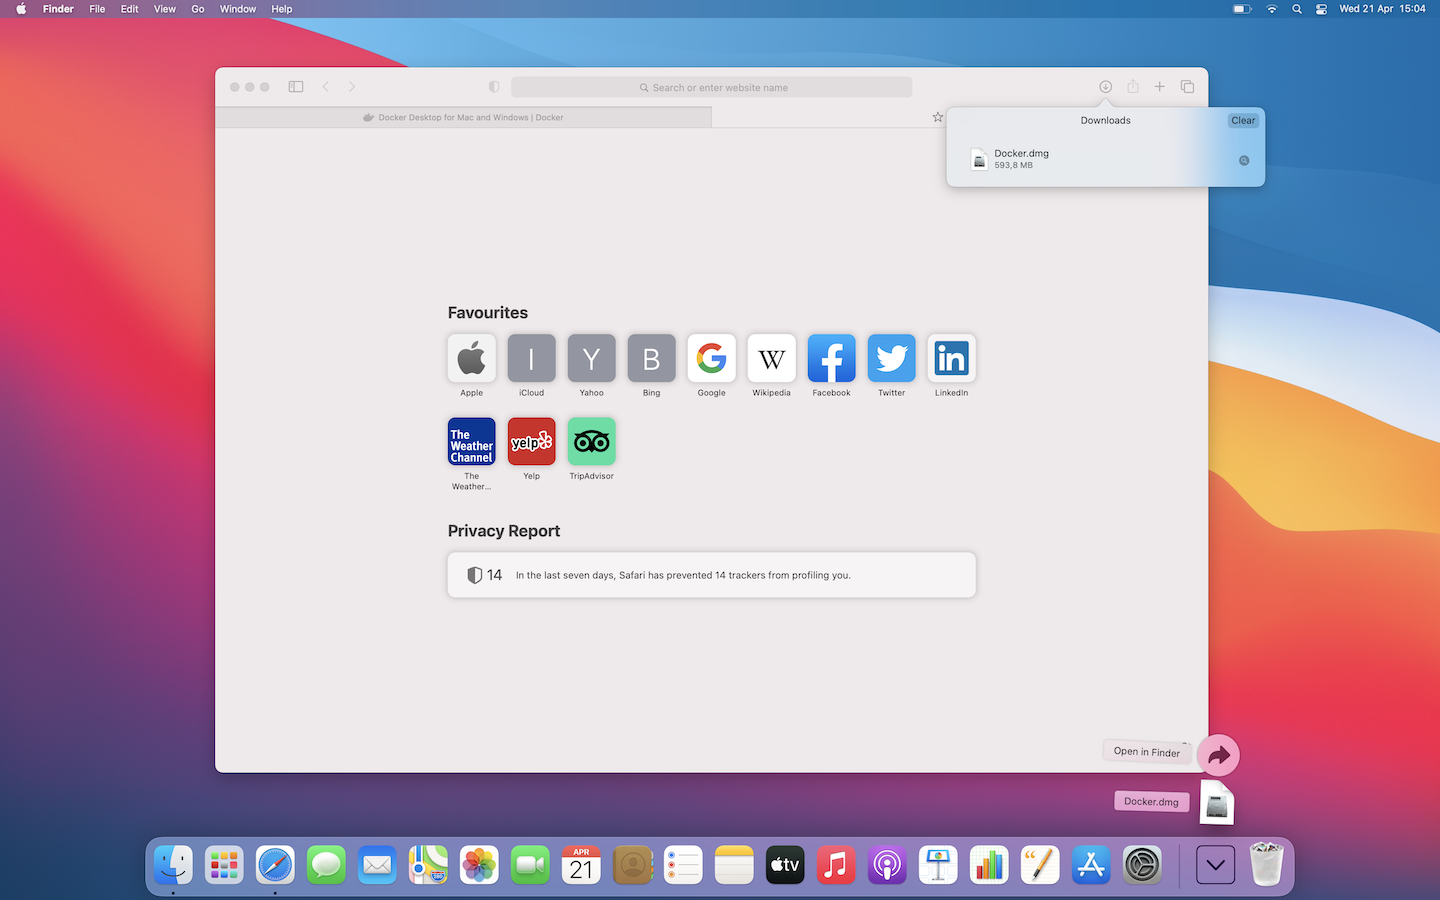 Finder File Edit View Go Window Help
Wed 21 Apr 15:04
Search or enter website name
Docker Desktop for Mac and Windows | Docker
Downloads
Clear
Docker.dmg
593,8 MB
Favourites
I
Y
B
G
W
f
in
Apple
iCloud
Yahoo
Bing
Google
Wikipedia
Facebook
Twitter
LinkedIn
The
Weather
Channel
yelp
The
Weather...
Yelp
TripAdvisor
Privacy Report
14
In the last seven days, Safari has prevented 14 trackers from profiling you.
Open in Finder
Docker.dmg
APR
21
tv